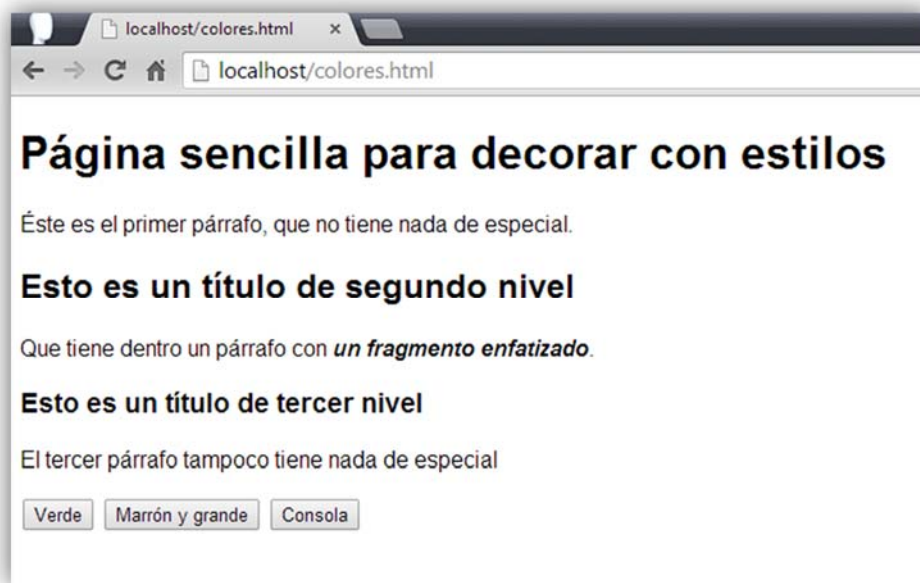 localhost/colores.html
localhost/colores.html
Página sencilla para decorar con estilos
Éste es el primer párrafo, que no tiene nada de especial.
Esto es un título de segundo nivel
Que tiene dentro un párrafo con un fragmento enfatizado.
Esto es un título de tercer nivel
El tercer párrafo tampoco tiene nada de especial
Verde Marrón y grande Consola